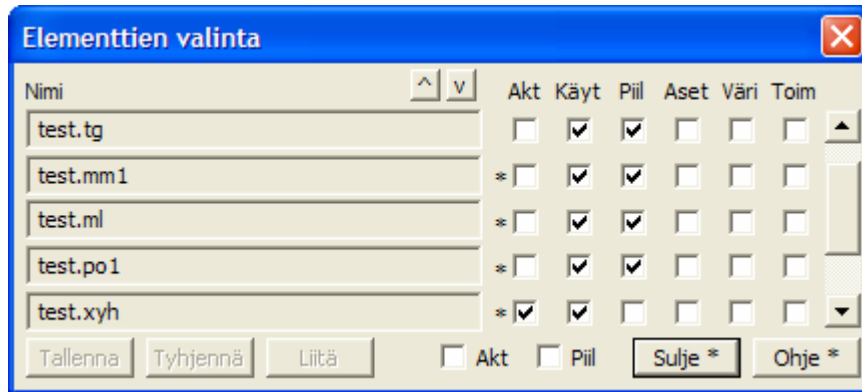 Elementtien valinta
Nimi ^ v Akt Käyt Piil Aset Väri Toim
test.tg
test.mm1 *
test.ml *
test.po1 *
test.xyh *
Tallenna Tyhjennä Liitä Akt Piil Sulje * Ohje *